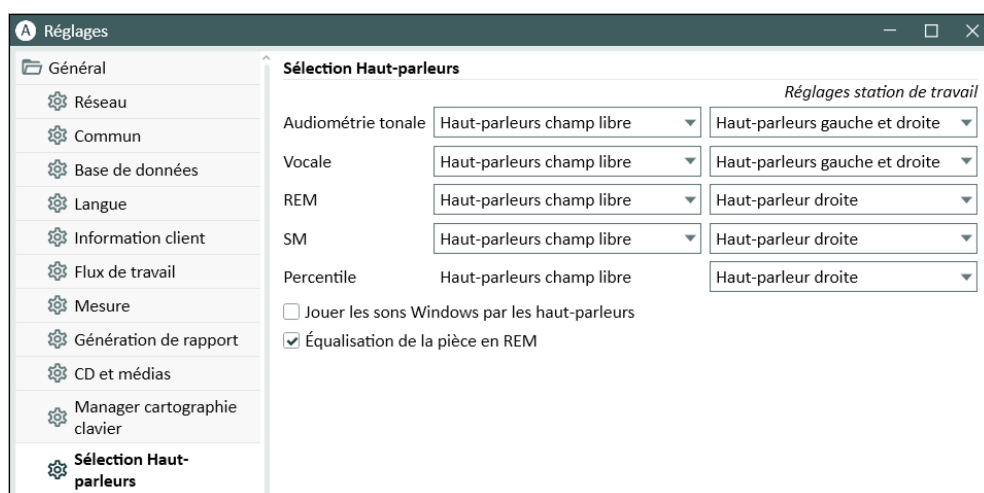 A Réglages
Général
Réseau
Commun
Base de données
Langue
Information client
Flux de travail
Mesure
Génération de rapport
CD et médias
Manager cartographie
clavier
Sélection Haut-
parleurs
Sélection Haut-parleurs
Réglages station de travail
Audiométrie tonale Haut-parleurs champ libre Haut-parleurs gauche et droite
Vocale Haut-parleurs champ libre Haut-parleurs gauche et droite
REM Haut-parleurs champ libre Haut-parleur droite
SM Haut-parleurs champ libre Haut-parleur droite
Percentile Haut-parleurs champ libre Haut-parleur droite
Jouer les sons Windows par les haut-parleurs
Équalisation de la pièce en REM